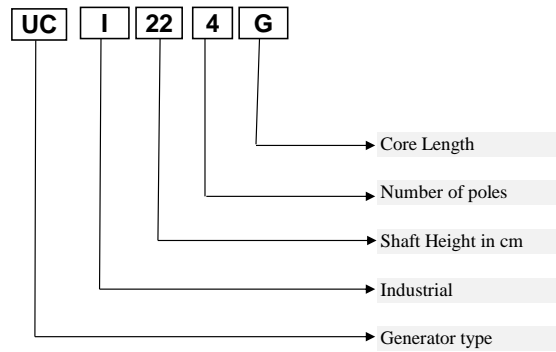 UC I 22 4 G
Core Length
Number of poles
Shaft Height in cm
Industrial
Generator type